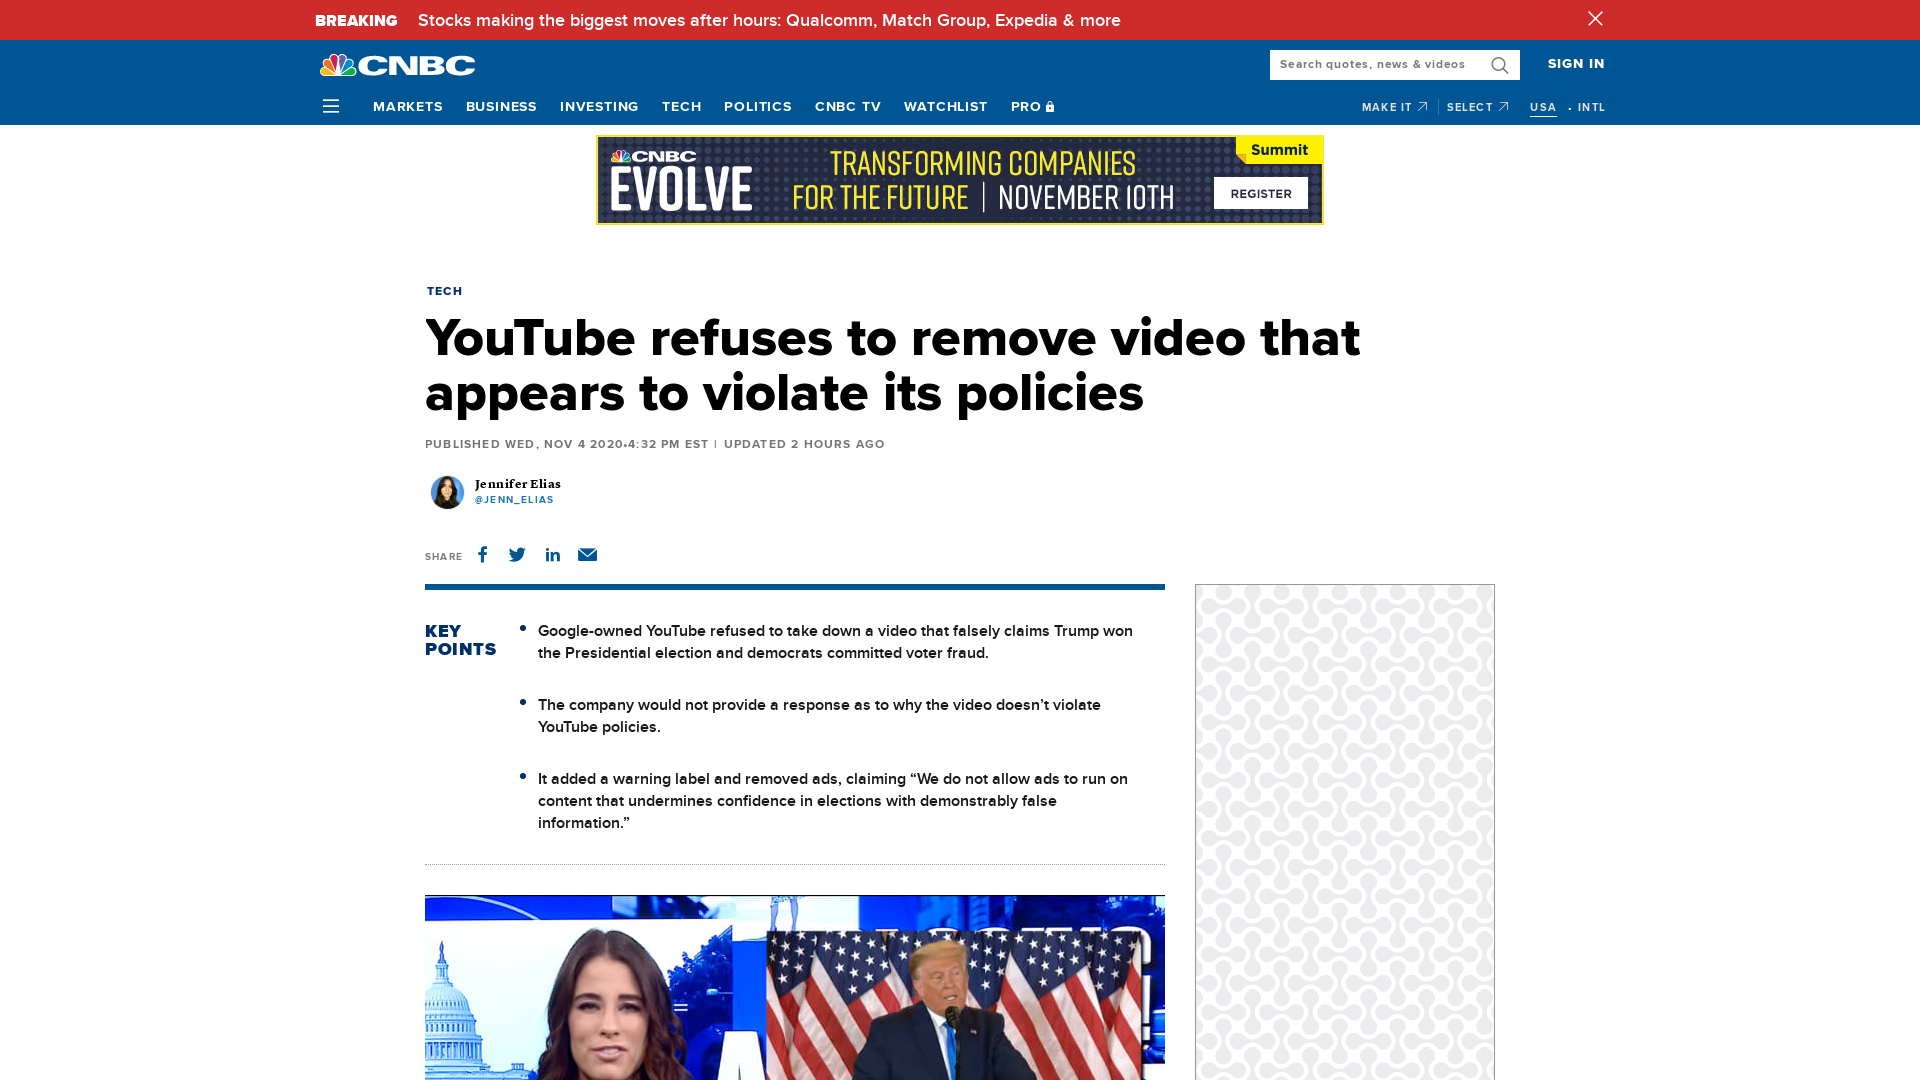 BREAKING Stocks making the biggest moves after hours: Qualcomm, Match Group, Expedia & more
CNBC
Search quotes, news & videos
SIGN IN
MARKETS BUSINESS INVESTING TECH POLITICS CNBC TV WATCHLIST PRO
MAKE IT SELECT USA • INTL
CNBC
EVOLVE
TRANSFORMING COMPANIES
FOR THE FUTURE | NOVEMBER 10TH
Summit
REGISTER
TECH
YouTube refuses to remove video that
appears to violate its policies
PUBLISHED WED, NOV 4 2020•4:32 PM EST | UPDATED 2 HOURS AGO
Jennifer Elias
@JENN_ELIAS
SHARE
KEY
POINTS
• Google-owned YouTube refused to take down a video that falsely claims Trump won
the Presidential election and democrats committed voter fraud.
• The company would not provide a response as to why the video doesn’t violate
YouTube policies.
• It added a warning label and removed ads, claiming “We do not allow ads to run on
content that undermines confidence in elections with demonstrably false
information.”